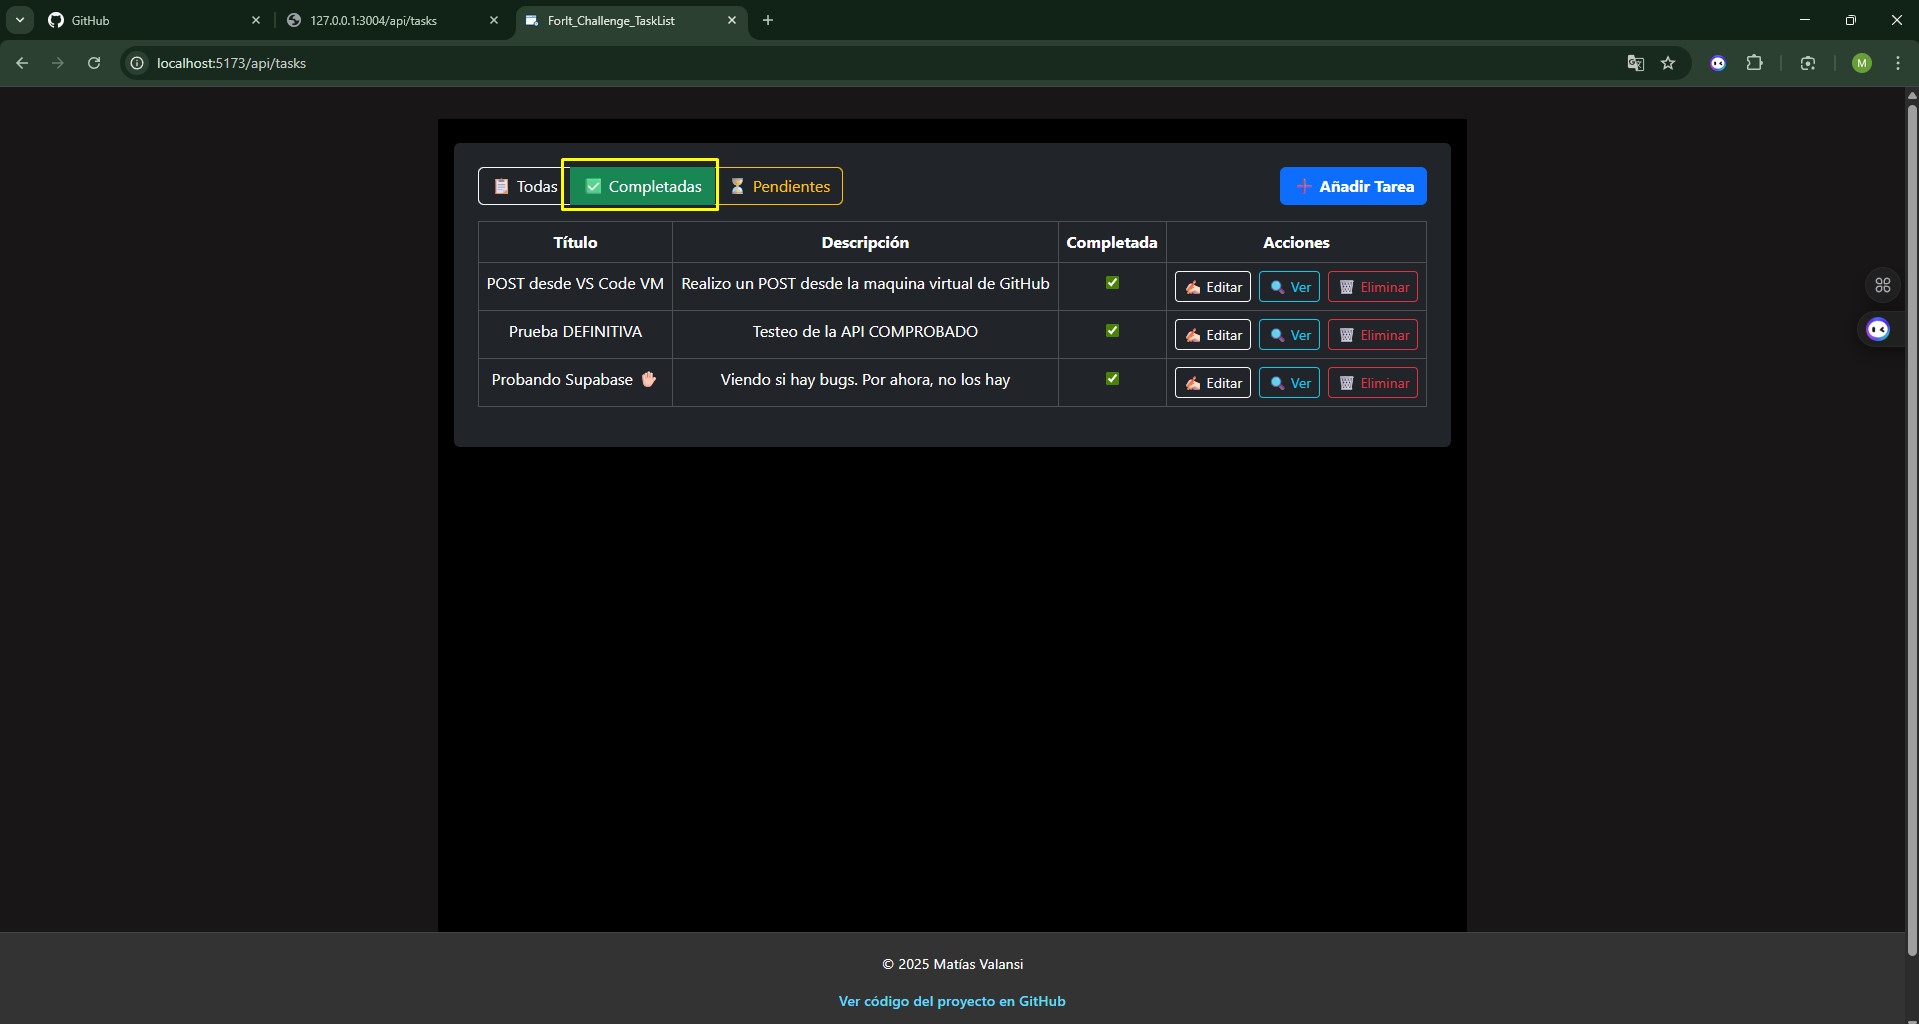 GitHub
127.0.0.1:3004/api/tasks
ForIt_Challenge_TaskList
localhost:5173/api/tasks
M
Todas
Completadas
Pendientes
Añadir Tarea
Título Descripción Completada Acciones
POST desde VS Code VM Realizo un POST desde la maquina virtual de GitHub Editar Ver Eliminar
Prueba DEFINITIVA Testeo de la API COMPROBADO Editar Ver Eliminar
Probando Supabase Viendo si hay bugs. Por ahora, no los hay Editar Ver Eliminar
© 2025 Matías Valansi
Ver código del proyecto en GitHub